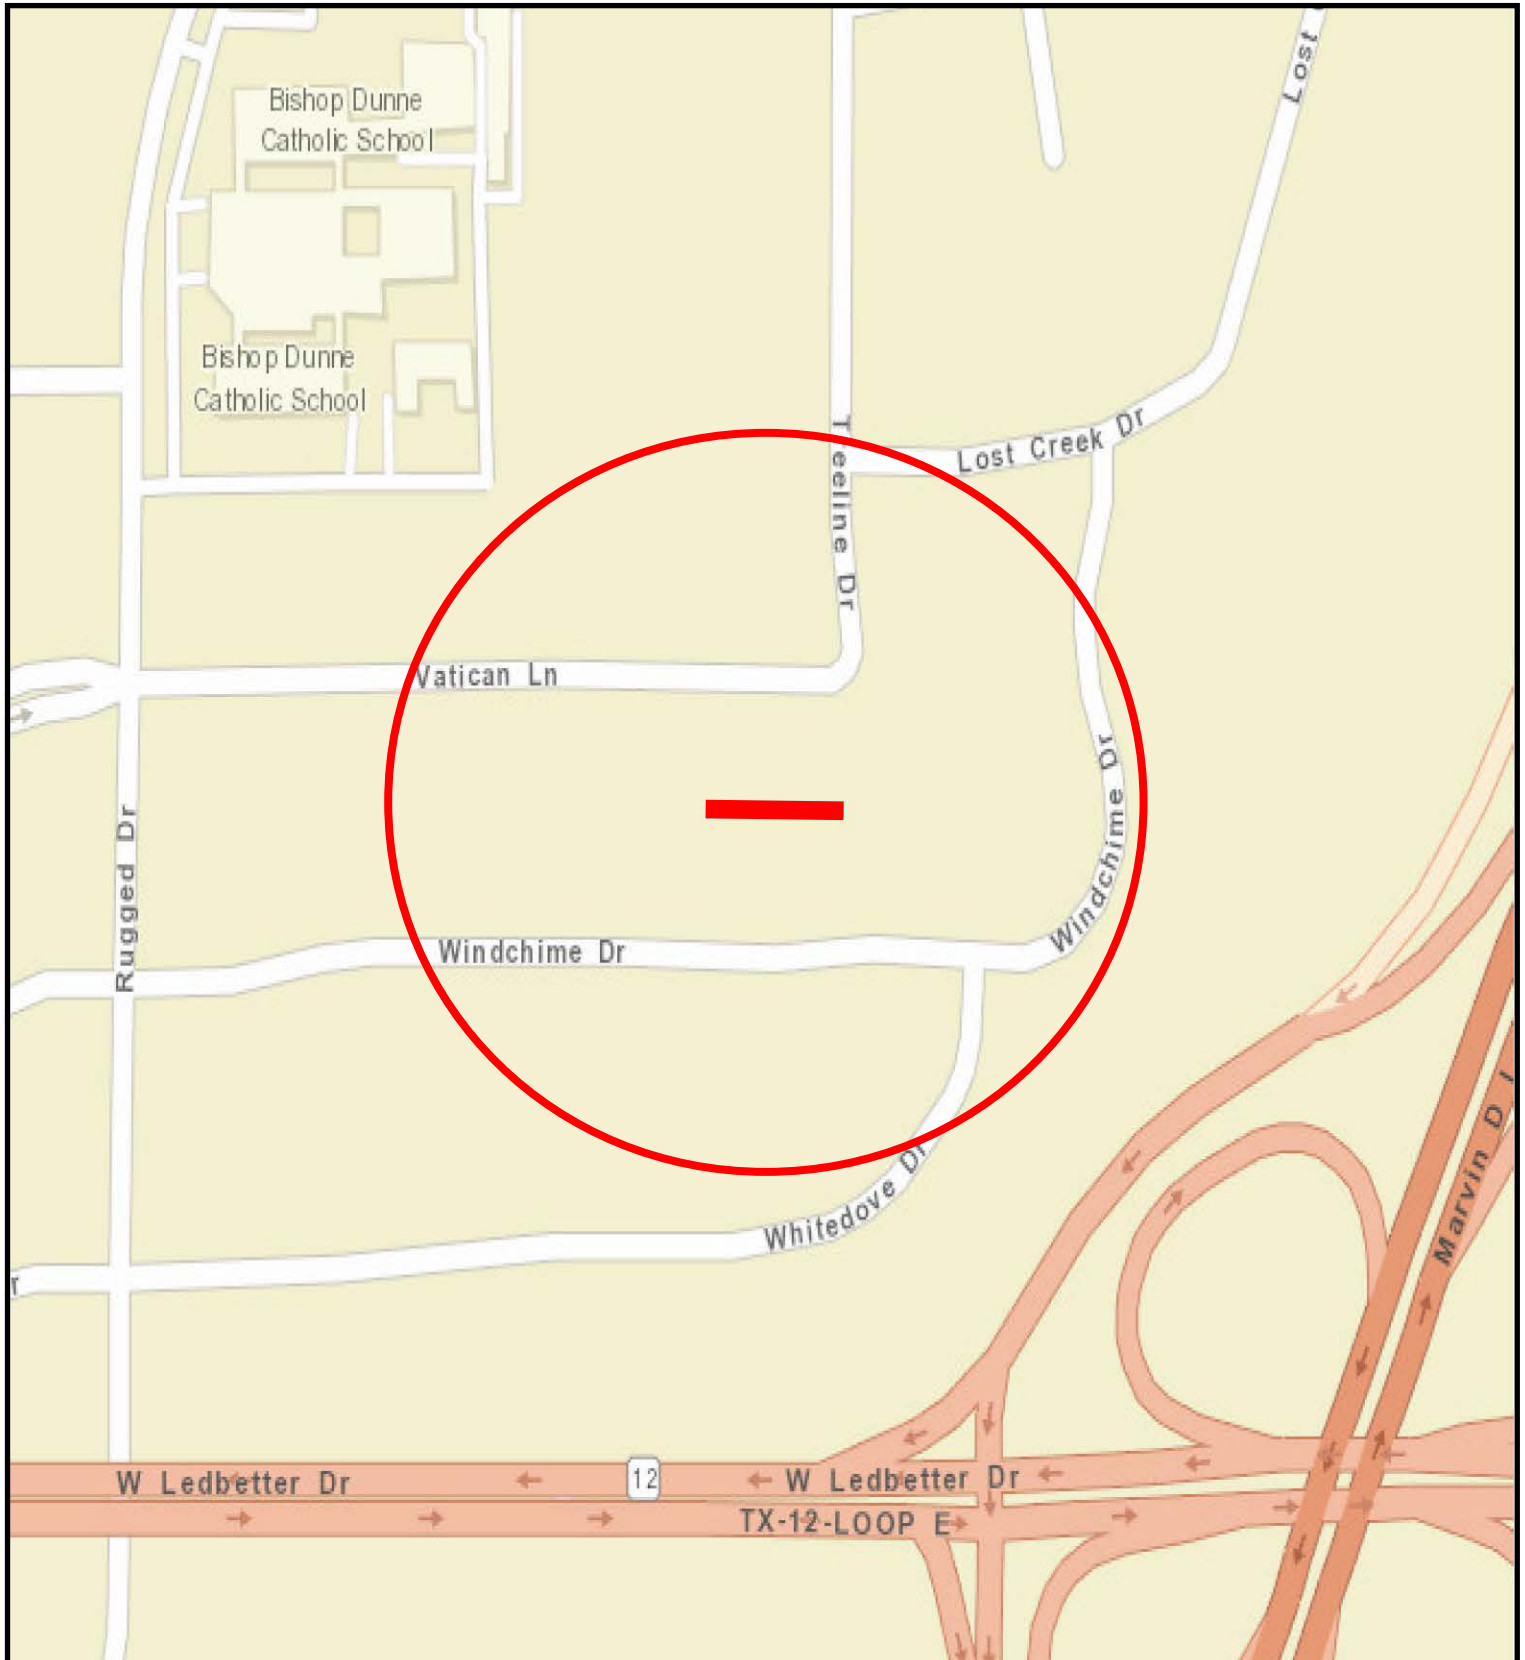 Lost
Bishop Dunne
Catholic School
Bishop Dunne
Catholic School
Treeline Dr
Lost Creek Dr
Vatican Ln
Windchime Dr
Rugged Dr
Windchime Dr
Whitedove Dr
Marvin D
r
W Ledbetter Dr
12
W Ledbetter Dr
TX-12-LOOP E